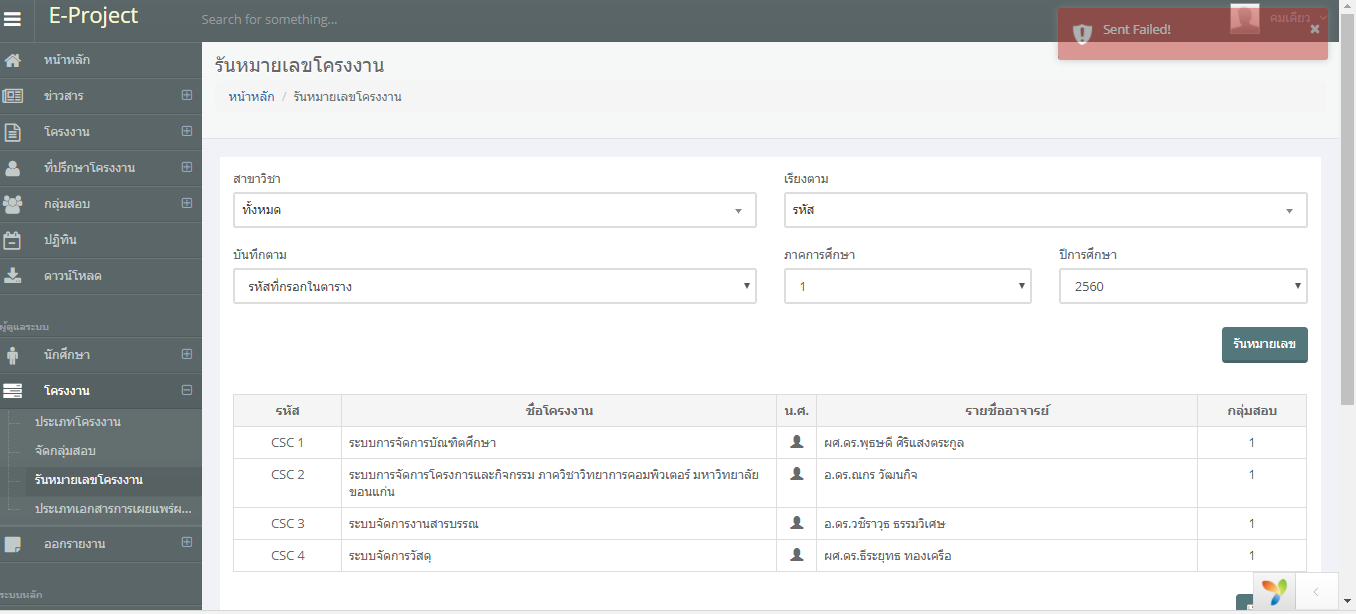 E-Project
Search for something...
คมเดียว
Sent Failed!
หน้าหลัก
ข่าวสาร
โครงงาน
ที่ปรึกษาโครงงาน
กลุ่มสอบ
ปฏิทิน
ดาวน์โหลด
ผู้ดูแลระบบ
นักศึกษา
โครงงาน
ประเภทโครงงาน
จัดกลุ่มสอบ
รันหมายเลขโครงงาน
ประเภทเอกสารการเผยแพร่ผ...
ออกรายงาน
ระบบหลัก
รันหมายเลขโครงงาน
หน้าหลัก / รันหมายเลขโครงงาน
สาขาวิชา เรียงตาม
ทั้งหมด รหัส
บันทึกตาม ภาคการศึกษา ปีการศึกษา
รหัสที่กรอกในตาราง 1 2560
รันหมายเลข
รหัส ชื่อโครงงาน น.ศ. รายชื่ออาจารย์ กลุ่มสอบ
CSC 1 ระบบการจัดการบัณฑิตศึกษา ผศ.ดร.พุธษดี ศิริแสงตระกูล 1
CSC 2 ระบบการจัดการโครงการและกิจกรรม ภาควิชาวิทยาการคอมพิวเตอร์ มหาวิทยาลัย อ.ดร.ณกร วัฒนกิจ 1
ขอนแก่น
CSC 3 ระบบจัดการงานสารบรรณ อ.ดร.วชิราวุธ ธรรมวิเศษ 1
CSC 4 ระบบจัดการวัสดุ ผศ.ดร.ธีระยุทธ ทองเครือ 1